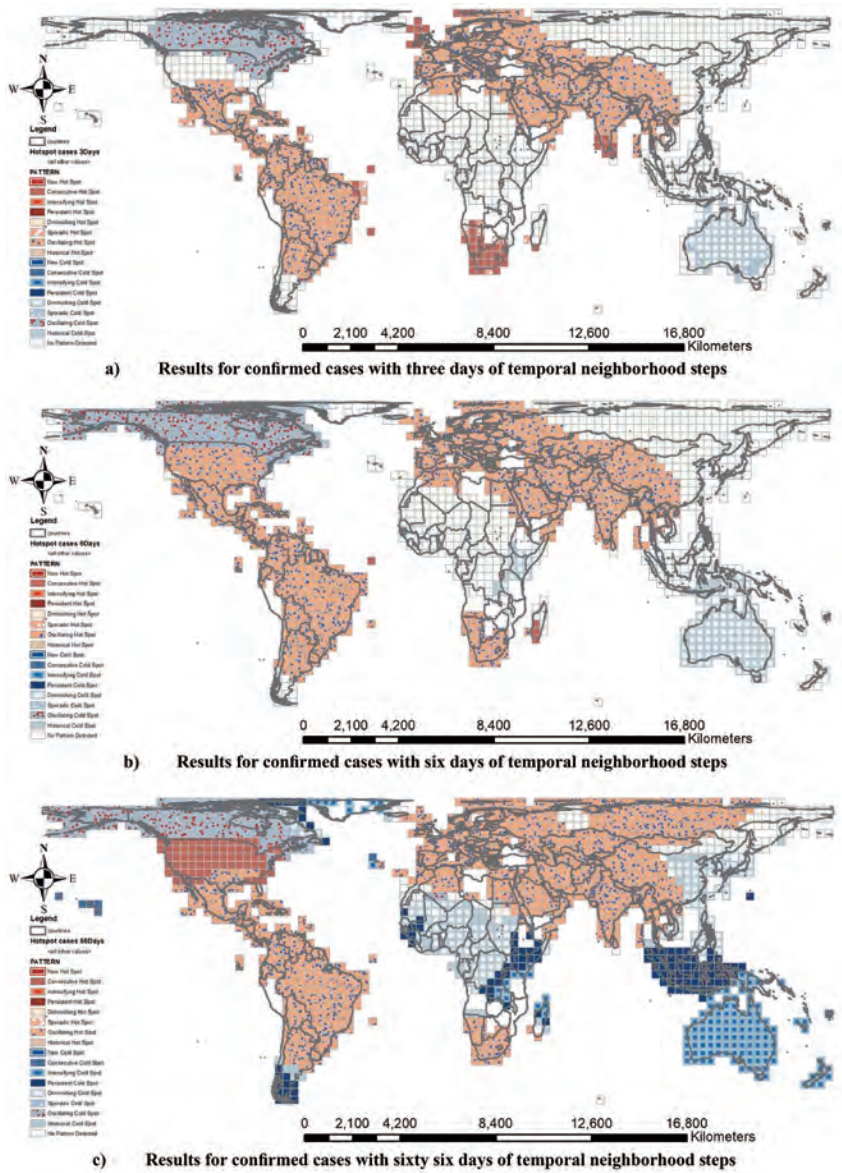 N
W E
S
Legend
countries
Hotspot cases 3Days
<all other values>
PATTERN
New Hot Spot
Consecutive Hot Spot
Intensifying Hot Spot
Persistent Hot Spot
Diminishing Hot Spot
Sporadic Hot Spot
Oscillating Hot Spot
Historical Hot Spot
New Cold Spot
Consecutive Cold Spot
Intensifying Cold Spot
Persistent Cold Spot
Diminishing Cold Spot
Sporadic Cold Spot
Oscillating Cold Spot
Historical Cold Spot
No Pattern Detected
0 2,100 4,200 8,400 12,600 16,800
Kilometers
a) Results for confirmed cases with three days of temporal neighborhood steps
N
W E
S
Legend
countries
Hotspot cases 6Days
<all other values>
PATTERN
New Hot Spot
Consecutive Hot Spot
Intensifying Hot Spot
Persistent Hot Spot
Diminishing Hot Spot
Sporadic Hot Spot
Oscillating Hot Spot
Historical Hot Spot
New Cold Spot
Consecutive Cold Spot
Intensifying Cold Spot
Persistent Cold Spot
Diminishing Cold Spot
Sporadic Cold Spot
Oscillating Cold Spot
Historical Cold Spot
No Pattern Detected
0 2,100 4,200 8,400 12,600 16,800
Kilometers
b) Results for confirmed cases with six days of temporal neighborhood steps
N
W E
S
Legend
countries
Hotspot cases 66Days
<all other values>
PATTERN
New Hot Spot
Consecutive Hot Spot
Intensifying Hot Spot
Persistent Hot Spot
Diminishing Hot Spot
Sporadic Hot Spot
Oscillating Hot Spot
Historical Hot Spot
New Cold Spot
Consecutive Cold Spot
Intensifying Cold Spot
Persistent Cold Spot
Diminishing Cold Spot
Sporadic Cold Spot
Oscillating Cold Spot
Historical Cold Spot
No Pattern Detected
0 2,100 4,200 8,400 12,600 16,800
Kilometers
c) Results for confirmed cases with sixty six days of temporal neighborhood steps